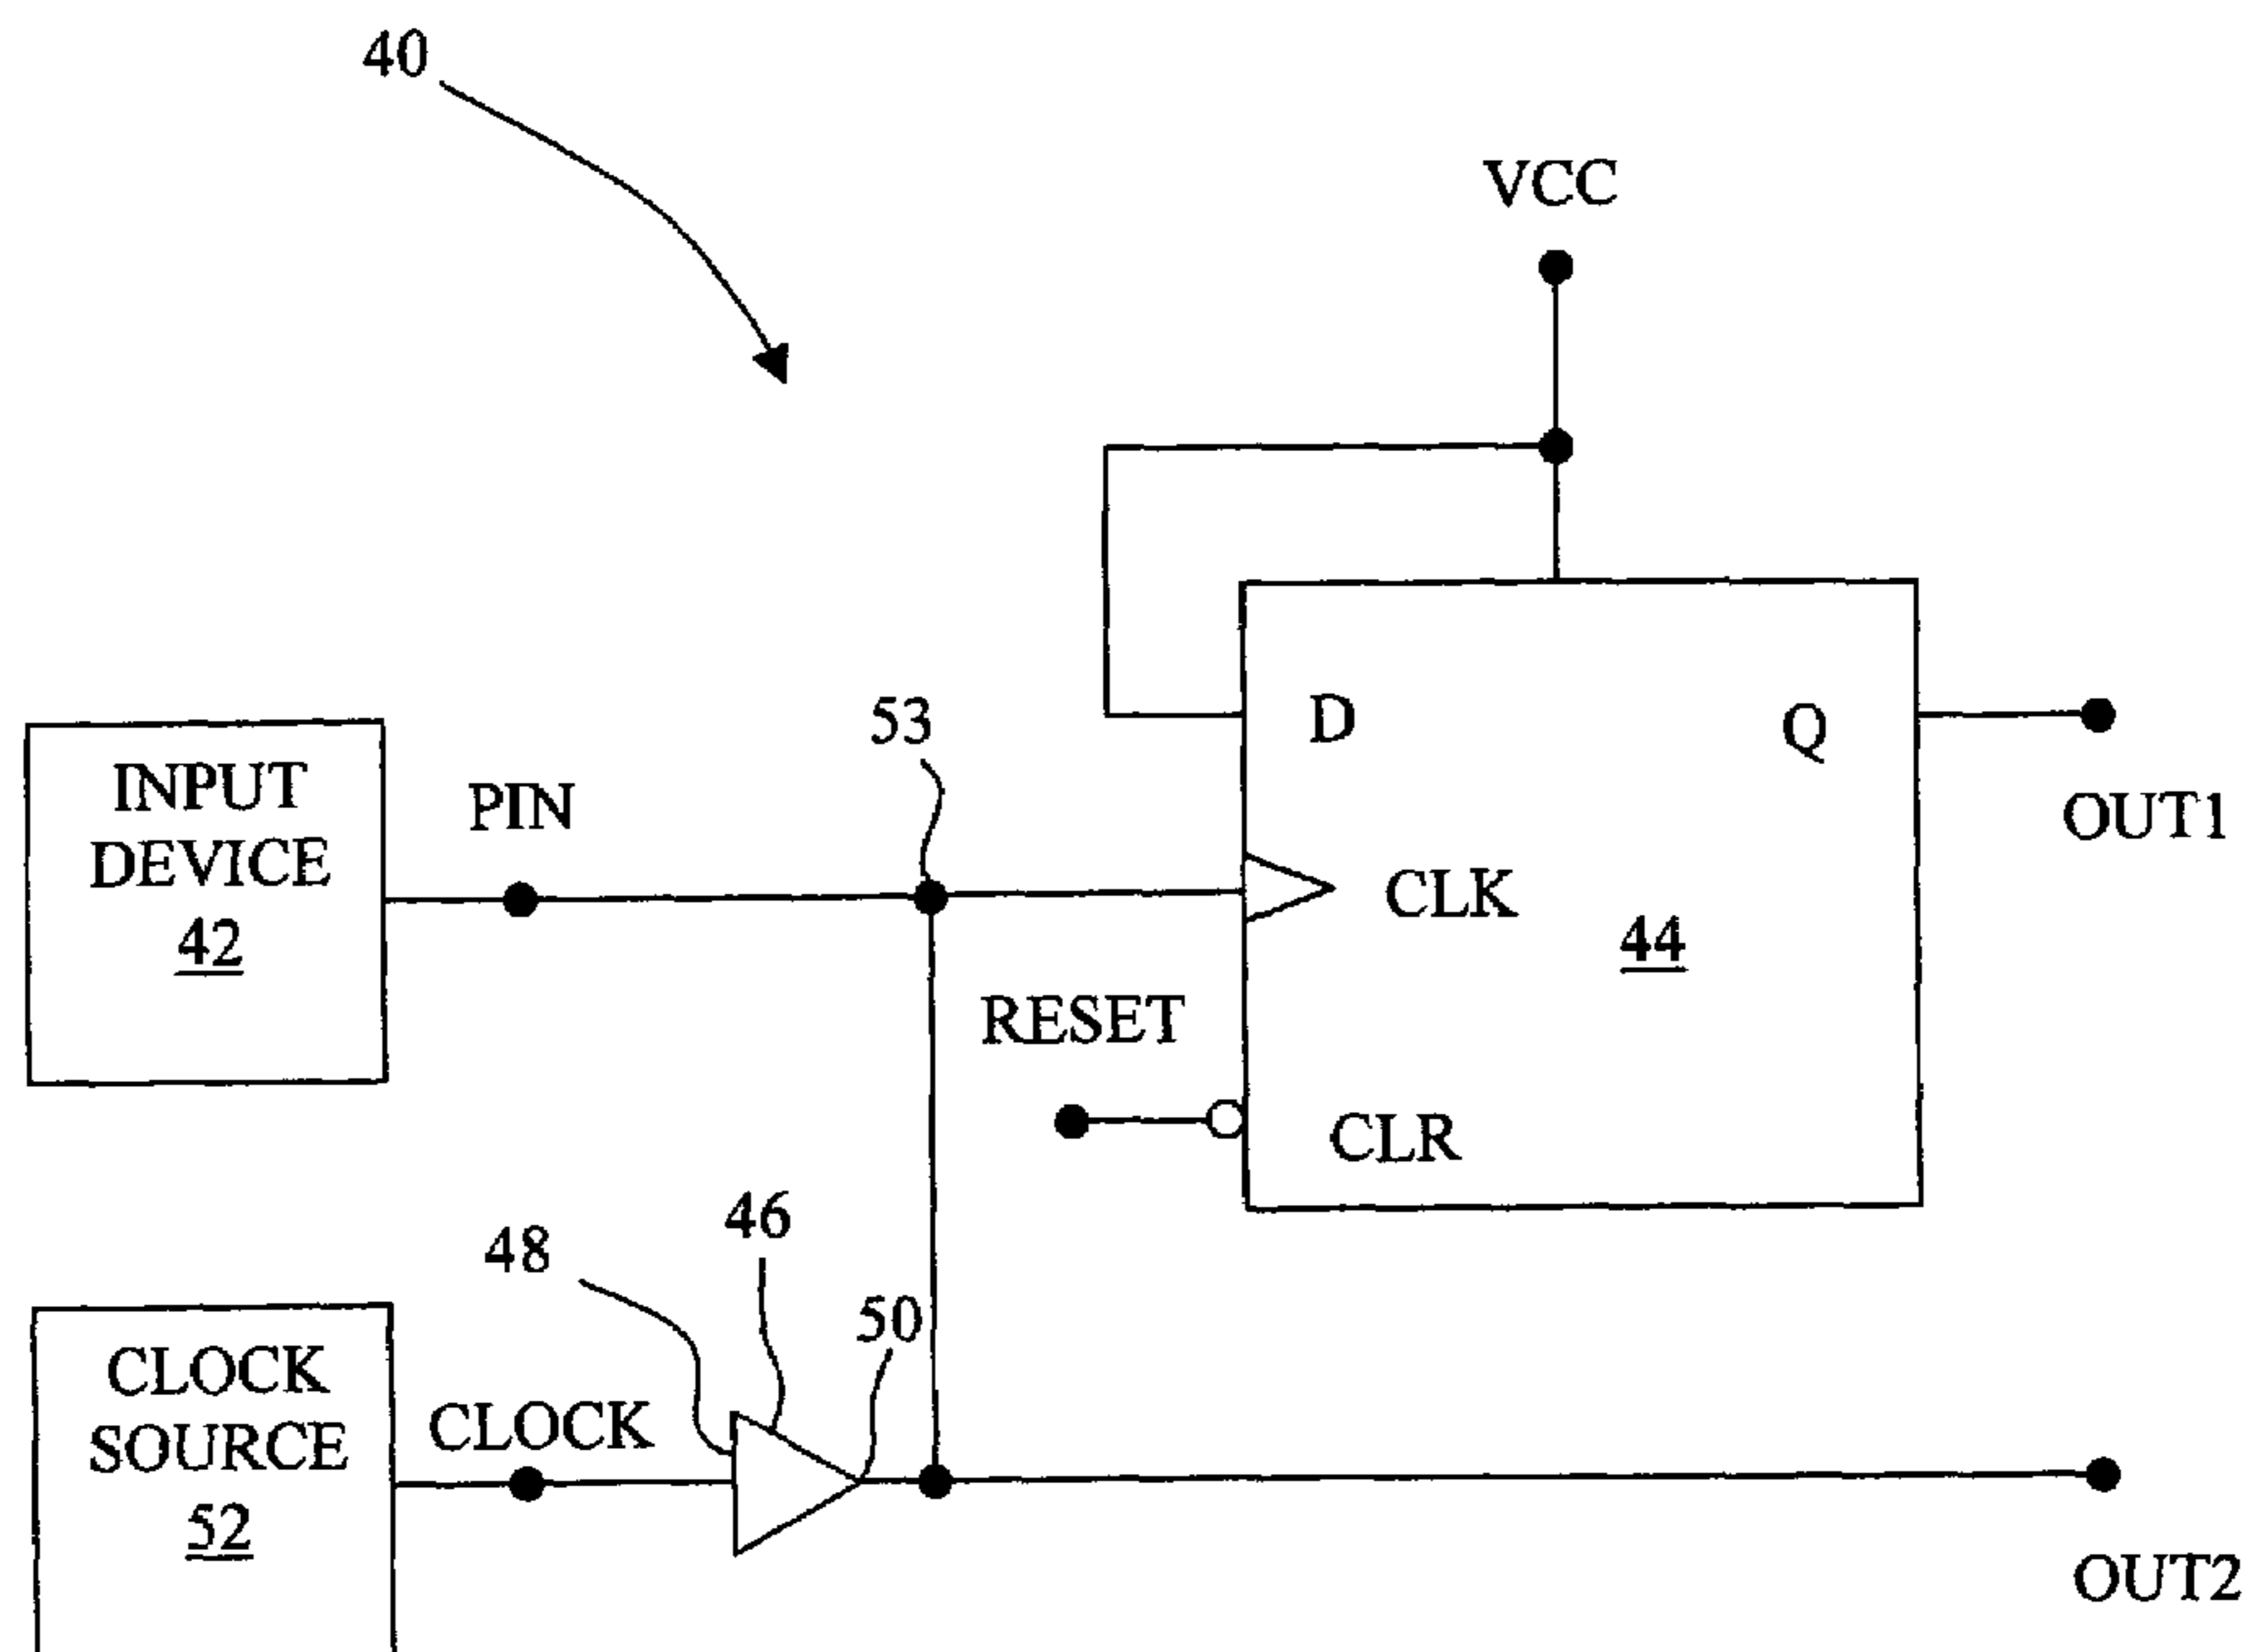 40
VCC
53
D
Q
INPUT
DEVICE
42
PIN
OUT1
CLK
44
RESET
CLR
46
48
50
CLOCK
SOURCE
52
CLOCK
OUT2